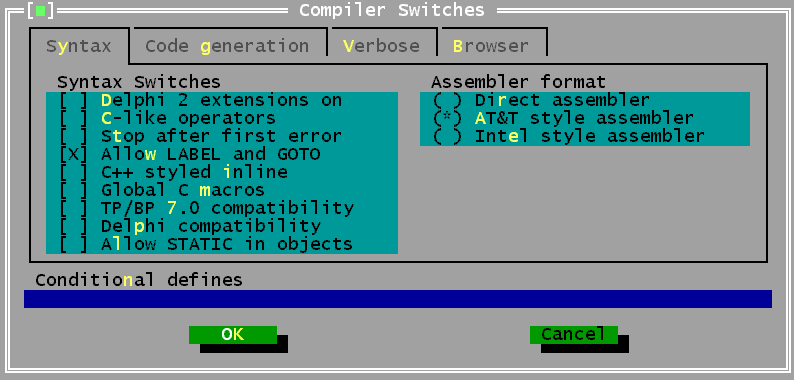 [■] Compiler Switches
Syntax Code generation Verbose Browser
Syntax Switches
[ ] Delphi 2 extensions on
[ ] C-like operators
[ ] Stop after first error
[X] Allow LABEL and GOTO
[ ] C++ styled inline
[ ] Global C macros
[ ] TP/BP 7.0 compatibility
[ ] Delphi compatibility
[ ] Allow STATIC in objects
Assembler format
( ) Direct assembler
(*) AT&T style assembler
( ) Intel style assembler
Conditional defines
OK Cancel